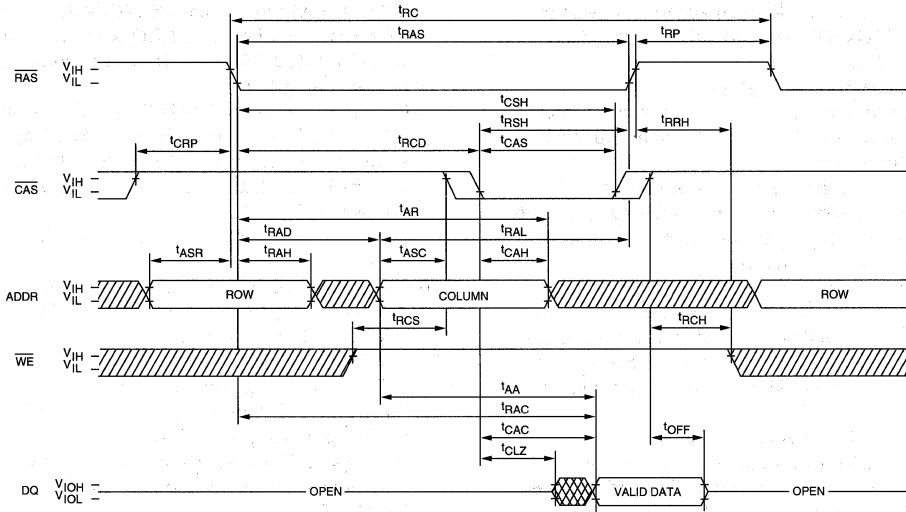 tRC
tRAS
tRP
RAS
VIH
VIL
tCSH
tRSH
tRRH
tCRP
tRCD
tCAS
CAS
VIH
VIL
tAR
tRAD
tRAL
tASR
tRAH
tASC
tCAH
ADDR
VIH
VIL
ROW
COLUMN
ROW
tRCS
tRCH
WE
VIH
VIL
tAA
tRAC
tCAC
tOFF
tCLZ
DQ
VIOH
VIOL
OPEN
VALID DATA
OPEN